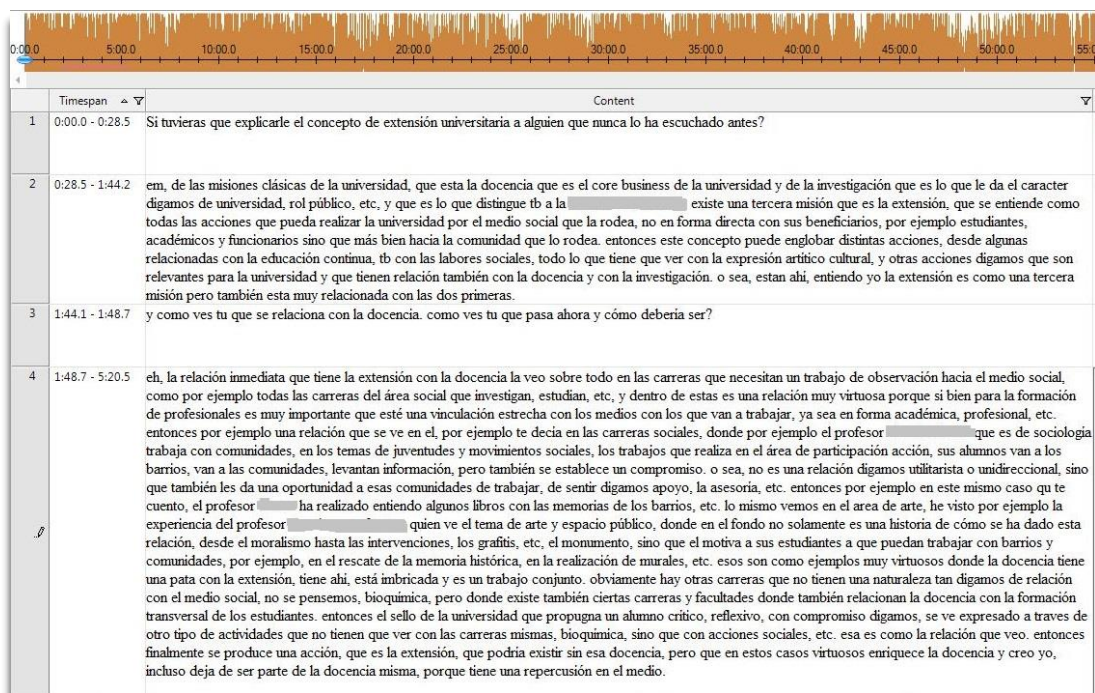 0:00.0 5:00.0 10:00.0 15:00.0 20:00.0 25:00.0 30:00.0 35:00.0 40:00.0 45:00.0 50:00.0 55:0
Timespan Content
1 0:00.0 - 0:28.5 Si tuvieras que explicarle el concepto de extensión universitaria a alguien que nunca lo ha escuchado antes?
2 0:28.5 - 1:44.2 em, de las misiones clásicas de la universidad, que esta la docencia que es el core business de la universidad y de la investigación que es lo que le da el caracter
digamos de universidad, rol público, etc, y que es lo que distingue tb a la existe una tercera misión que es la extensión, que se entiende como
todas las acciones que pueda realizar la universidad por el medio social que la rodea, no en forma directa con sus beneficiarios, por ejemplo estudiantes,
académicos y funcionarios sino que más bien hacia la comunidad que lo rodea. entonces este concepto puede englobar distintas acciones, desde algunas
relacionadas con la educación continua, tb con las labores sociales, todo lo que tiene que ver con la expresión artítico cultural, y otras acciones digamos que son
relevantes para la universidad y que tienen relación también con la docencia y con la investigación. o sea, estan ahí, entiendo yo la extensión es como una tercera
misión pero también esta muy relacionada con las dos primeras.
3 1:44.1 - 1:48.7 y como ves tu que se relaciona con la docencia. como ves tu que pasa ahora y cómo deberia ser?
4 1:48.7 - 5:20.5 eh, la relación inmediata que tiene la extensión con la docencia la veo sobre todo en las carreras que necesitan un trabajo de observación hacia el medio social,
como por ejemplo todas las carreras del área social que investigan, estudian, etc, y dentro de estas es una relación muy virtuosa porque si bien para la formación
de profesionales es muy importante que esté una vinculación estrecha con los medios con los que van a trabajar, ya sea en forma académica, profesional, etc.
entonces por ejemplo una relación que se ve en el, por ejemplo te decia en las carreras sociales, donde por ejemplo el profesor que es de sociologia
trabaja con comunidades, en los temas de juventudes y movimientos sociales, los trabajos que realiza en el área de participación acción, sus alumnos van a los
barrios, van a las comunidades, levantan información, pero también se establece un compromiso. o sea, no es una relación digamos utilitarista o unidireccional, sino
que también les da una oportunidad a esas comunidades de trabajar, de sentir digamos apoyo, la asesoría, etc. entonces por ejemplo en este mismo caso qu te
cuento, el profesor ha realizado entiendo algunos libros con las memorias de los barrios, etc. lo mismo vemos en el area de arte, he visto por ejemplo la
experiencia del profesor quien ve el tema de arte y espacio público, donde en el fondo no solamente es una historia de cómo se ha dado esta
relación, desde el moralismo hasta las intervenciones, los grafitis, etc, el monumento, sino que el motiva a sus estudiantes a que puedan trabajar con barrios y
comunidades, por ejemplo, en el rescate de la memoria histórica, en la realización de murales, etc. esos son como ejemplos muy virtuosos donde la docencia tiene
una pata con la extensión, tiene ahi, está imbricada y es un trabajo conjunto. obviamente hay otras carreras que no tienen una naturaleza tan digamos de relación
con el medio social, no se pensemos, bioquímica, pero donde existe también ciertas carreras y facultades donde también relacionan la docencia con la formación
transversal de los estudiantes. entonces el sello de la universidad que propugna un alumno critico, reflexivo, con compromiso digamos, se ve expresado a traves de
otro tipo de actividades que no tienen que ver con las carreras mismas, bioquimica, sino que con acciones sociales, etc. esa es como la relación que veo. entonces
finalmente se produce una acción, que es la extensión, que podría existir sin esa docencia, pero que en estos casos virtuosos enriquece la docencia y creo yo,
incluso deja de ser parte de la docencia misma, porque tiene una repercusión en el medio.